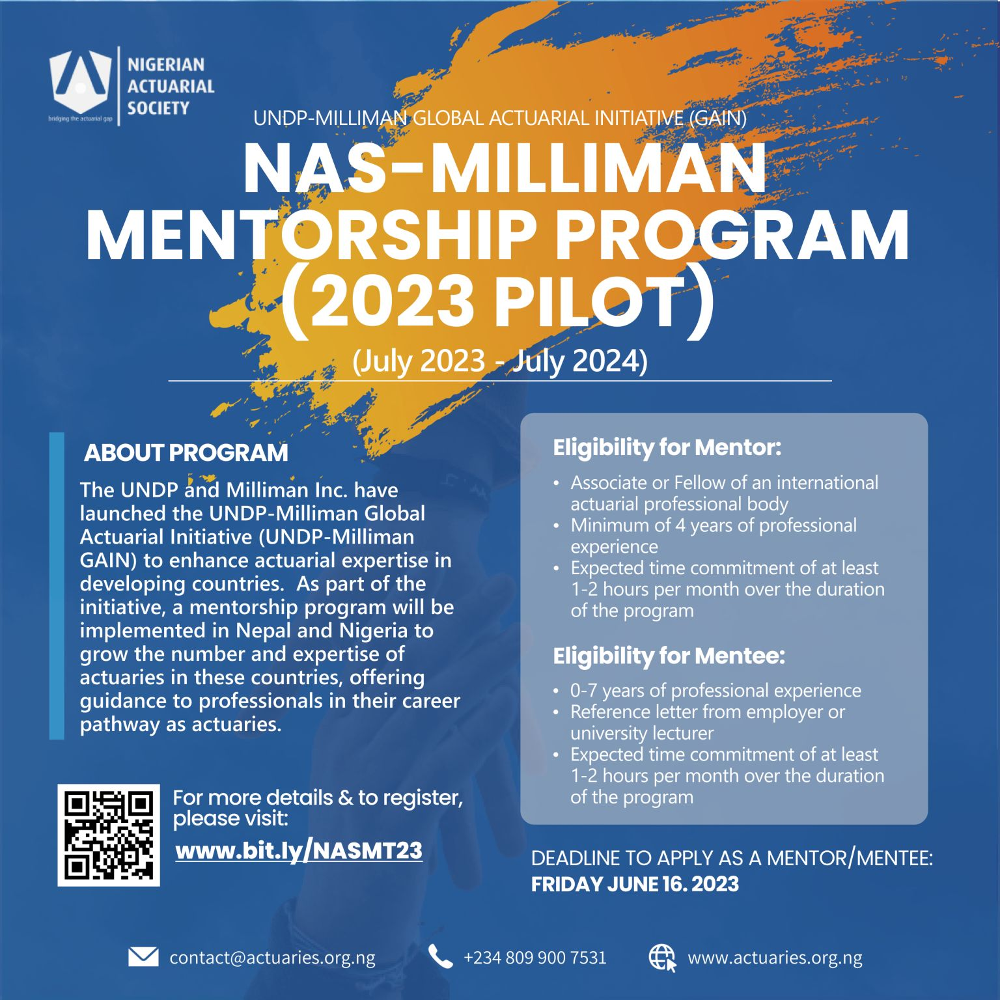 NIGERIAN
ACTUARIAL
SOCIETY
bridging the actuarial gap
UNDP-MILLIMAN GLOBAL ACTUARIAL INITIATIVE (GAIN)
NAS-MILLIMAN
MENTORSHIP PROGRAM
(2023 PILOT)
(July 2023 - July 2024)
ABOUT PROGRAM
The UNDP and Milliman Inc. have
launched the UNDP-Milliman Global
Actuarial Initiative (UNDP-Milliman
GAIN) to enhance actuarial expertise in
developing countries.  As part of the
initiative, a mentorship program will be
implemented in Nepal and Nigeria to
grow the number and expertise of
actuaries in these countries, offering
guidance to professionals in their career
pathway as actuaries.
For more details & to register,
please visit:
www.bit.ly/NASMT23
Eligibility for Mentor:
• Associate or Fellow of an international
actuarial professional body
• Minimum of 4 years of professional
experience
• Expected time commitment of at least
1-2 hours per month over the duration
of the program
Eligibility for Mentee:
• 0-7 years of professional experience
• Reference letter from employer or
university lecturer
• Expected time commitment of at least
1-2 hours per month over the duration
of the program
DEADLINE TO APPLY AS A MENTOR/MENTEE:
FRIDAY JUNE 16. 2023
contact@actuaries.org.ng
+234 809 900 7531
www.actuaries.org.ng